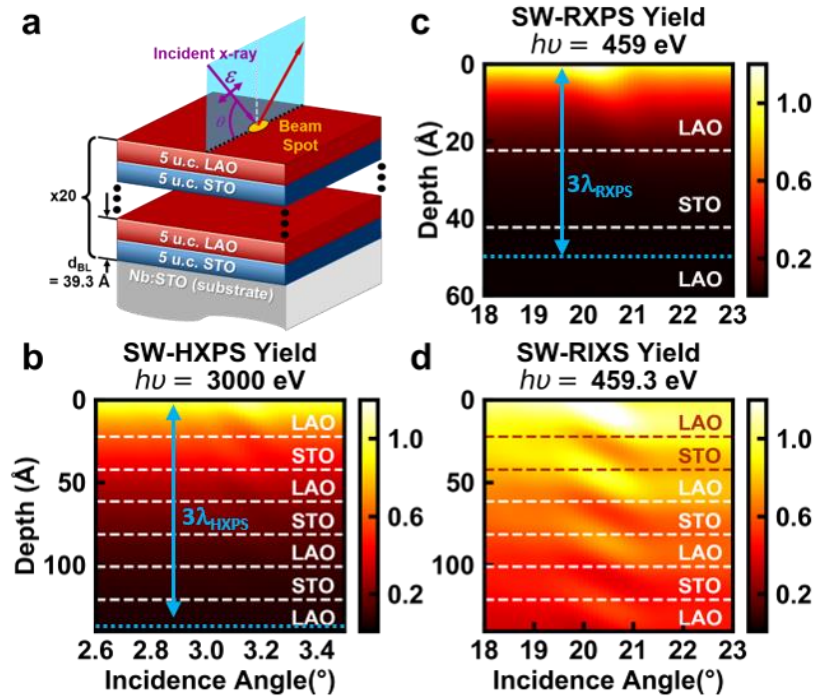 a
Incident x-ray
ε
θ
Beam
Spot
5 u.c. LAO
5 u.c. STO
x20
5 u.c. LAO
5 u.c. STO
d_BL
= 39.3 Å
Nb:STO (substrate)
b
SW-HXPS Yield
hυ = 3000 eV
Depth (Å)
0
50
100
LAO
STO
LAO
STO
LAO
STO
LAO
3λ_HXPS
2.6
2.8
3.0
3.2
3.4
Incidence Angle(°)
1.0
0.6
0.2
c
SW-RXPS Yield
hυ = 459 eV
Depth (Å)
0
20
40
60
LAO
STO
LAO
3λ_RXPS
18
19
20
21
22
23
1.0
0.6
0.2
d
SW-RIXS Yield
hυ = 459.3 eV
0
50
100
LAO
STO
LAO
STO
LAO
STO
LAO
18
19
20
21
22
23
Incidence Angle(°)
1.0
0.6
0.2